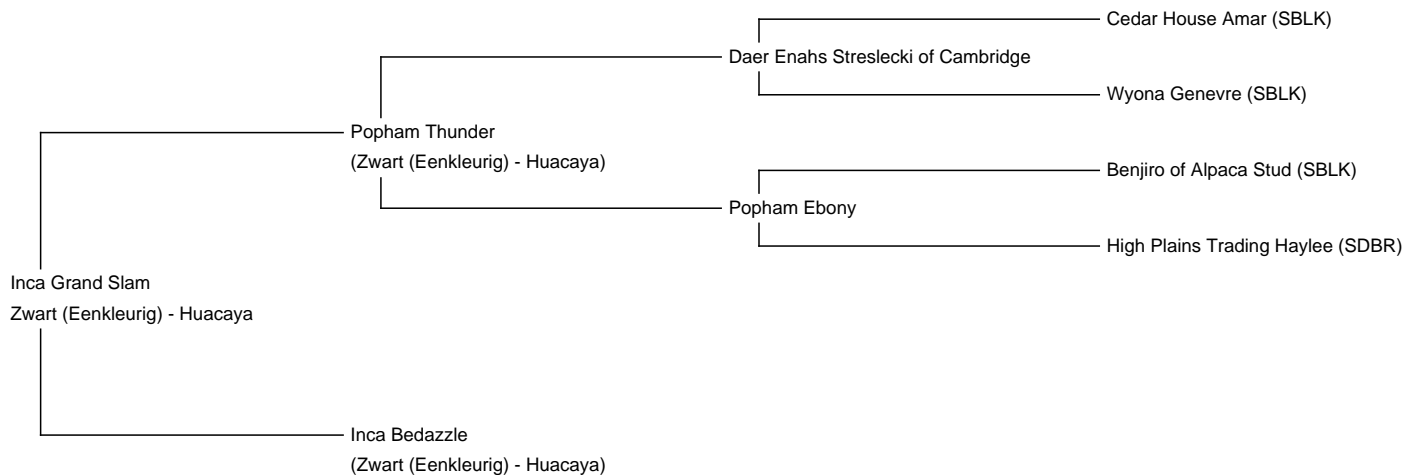 Cedar House Amar (SBLK)
Daer Enahs Streslecki of Cambridge
Wyona Genevre (SBLK)
Popham Thunder
(Zwart (Eenkleurig) - Huacaya)
Benjiro of Alpaca Stud (SBLK)
Popham Ebony
High Plains Trading Haylee (SDBR)
Inca Grand Slam
Zwart (Eenkleurig) - Huacaya
Inca Bedazzle
(Zwart (Eenkleurig) - Huacaya)